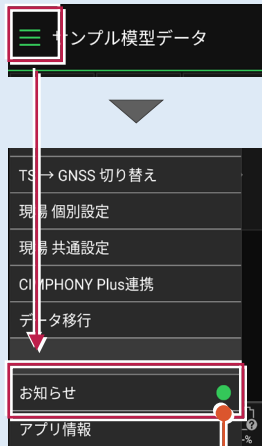 サンプル模型データ
TS → GNSS 切り替え
現場 個別設定
現場 共通設定
CIMPHONY Plus連携
データ移行
お知らせ
アプリ情報
-%